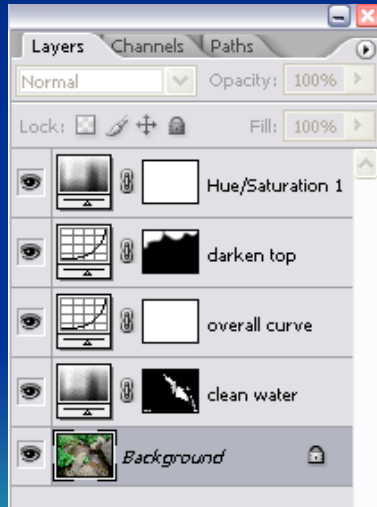 Layers Channels Paths
Normal Opacity: 100%
Lock: Fill: 100%
Hue/Saturation 1
darken top
overall curve
clean water
Background